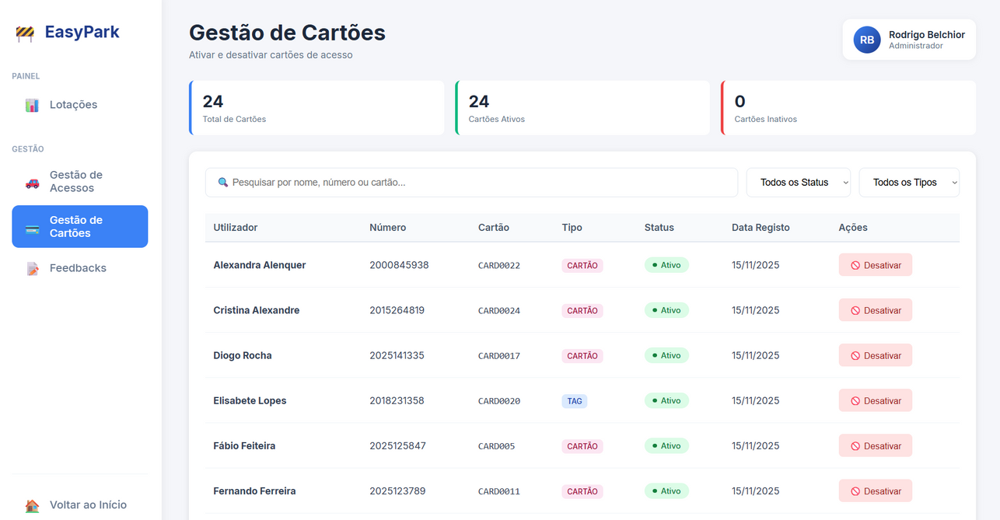 EasyPark
PAINEL
Lotações
GESTÃO
Gestão de
Acessos
Gestão de
Cartões
Feedbacks
Voltar ao Início
Gestão de Cartões
Ativar e desativar cartões de acesso
RB
Rodrigo Belchior
Administrador
24
Total de Cartões
24
Cartões Ativos
0
Cartões Inativos
Pesquisar por nome, número ou cartão...
Todos os Status
Todos os Tipos
Utilizador Número Cartão Tipo Status Data Registo Ações
Alexandra Alenquer 2000845938 CARD0022 CARTÃO Ativo 15/11/2025 Desativar
Cristina Alexandre 2015264819 CARD0024 CARTÃO Ativo 15/11/2025 Desativar
Diogo Rocha 2025141335 CARD0017 CARTÃO Ativo 15/11/2025 Desativar
Elisabete Lopes 2018231358 CARD0020 TAG Ativo 15/11/2025 Desativar
Fábio Feiteira 2025125847 CARD005 CARTÃO Ativo 15/11/2025 Desativar
Fernando Ferreira 2025123789 CARD0011 CARTÃO Ativo 15/11/2025 Desativar